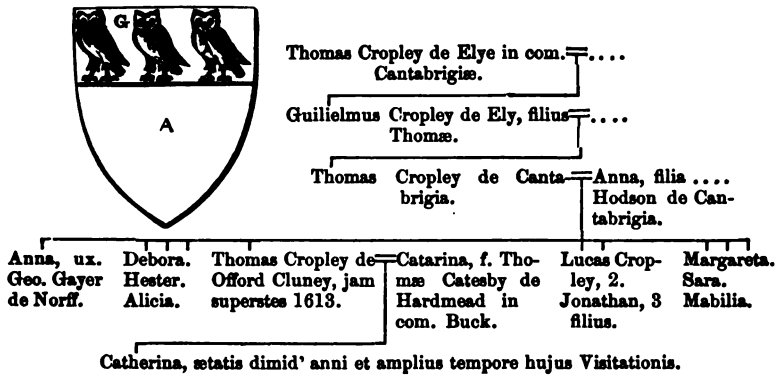 G
A
Thomas Cropley de Elye in com. = ....
Cantabrigiæ.
Guilielmus Cropley de Ely, filius = ....
Thomæ.
Thomas Cropley de Canta-
brigia.
= Anna, filia ....
Hodson de Can-
tabrigia.
Anna, ux.
Geo. Gayer
de Norff.
Debora.
Hester.
Alicia.
Thomas Cropley de
Offord Cluney, jam
superstes 1613.
= Catarina, f. Tho-
mæ Catesby de
Hardmead in
com. Buck.
Lucas Crop-
ley, 2.
Jonathan, 3
filius.
Margareta.
Sara.
Mabilia.
Catherina, ætatis dimid' anni et amplius tempore hujus Visitationis.